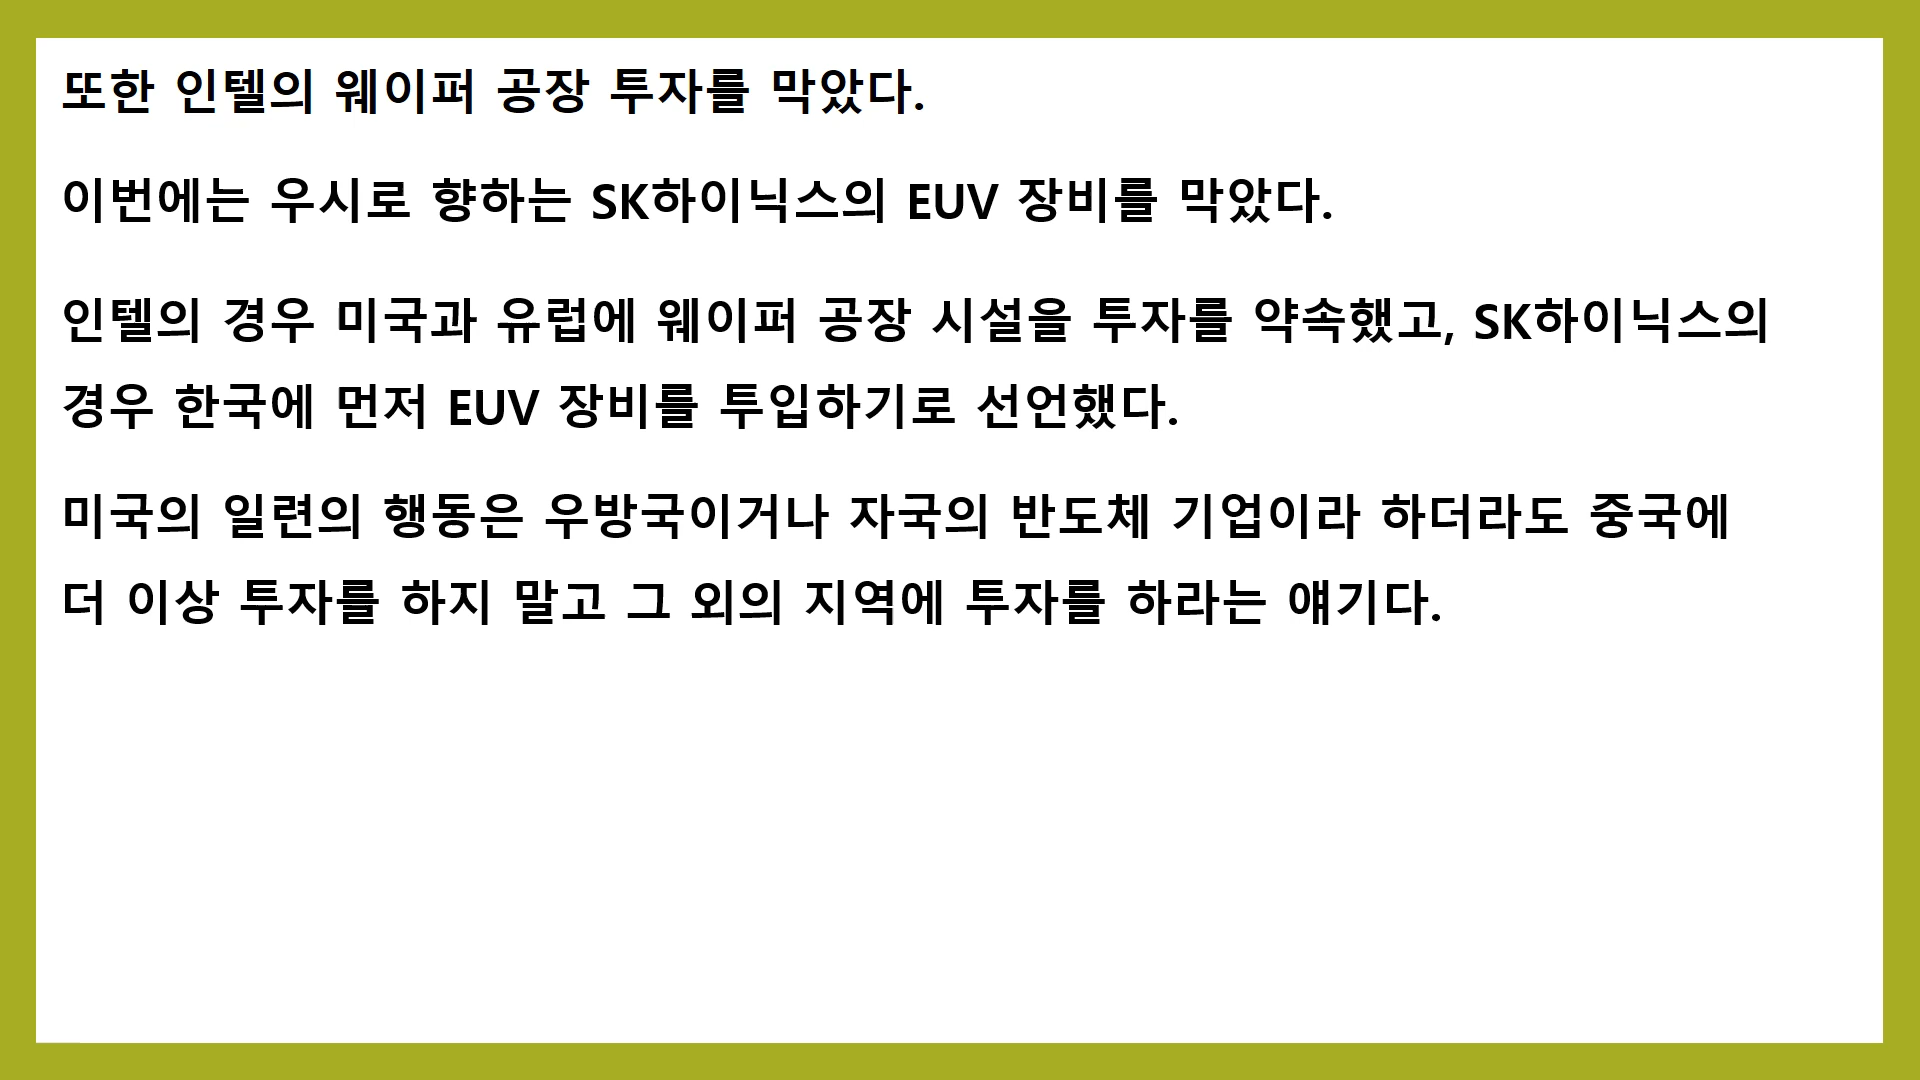 또한 인텔의 웨이퍼 공장 투자를 막았다.
이번에는 우시로 향하는 SK하이닉스의 EUV 장비를 막았다.
인텔의 경우 미국과 유럽에 웨이퍼 공장 시설을 투자를 약속했고, SK하이닉스의
경우 한국에 먼저 EUV 장비를 투입하기로 선언했다.
미국의 일련의 행동은 우방국이거나 자국의 반도체 기업이라 하더라도 중국에
더 이상 투자를 하지 말고 그 외의 지역에 투자를 하라는 얘기다.